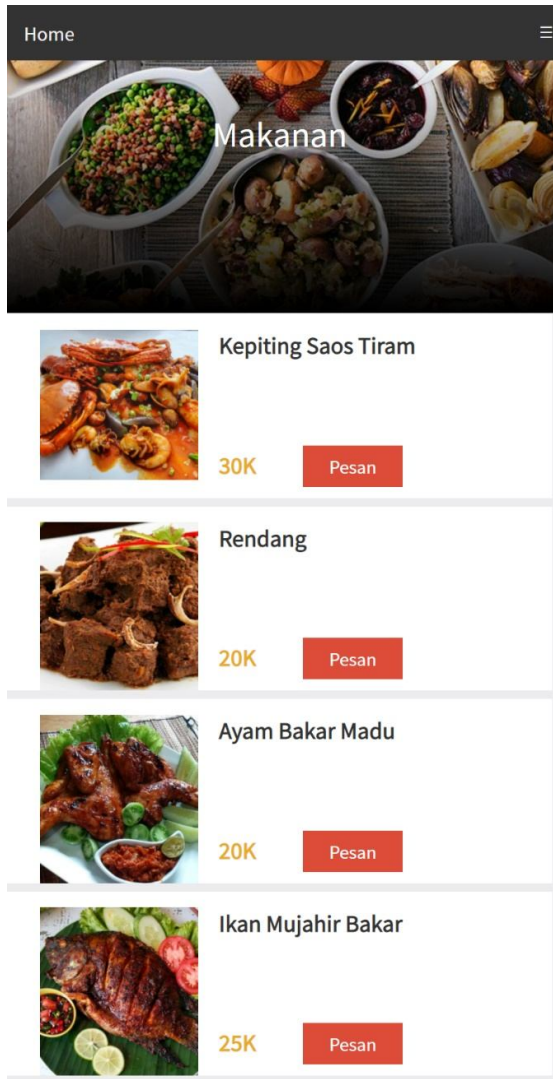 Home
Makanan
Kepiting Saos Tiram
30K Pesan
Rendang
20K Pesan
Ayam Bakar Madu
20K Pesan
Ikan Mujahir Bakar
25K Pesan